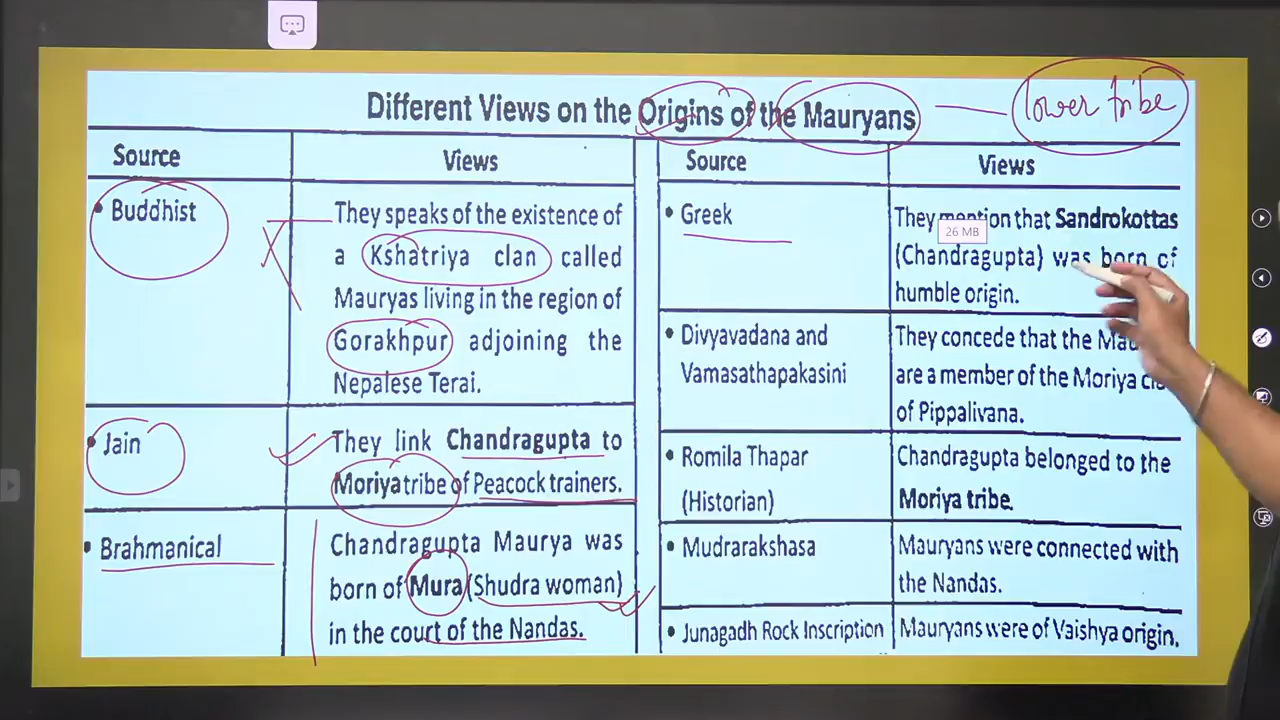 Different Views on the Origins of the Mauryans
lower tribe
Source
Views
• Buddhist
They speaks of the existence of
a Kshatriya clan called
Mauryas living in the region of
Gorakhpur adjoining the
Nepalese Terai.
• Jain
They link Chandragupta to
Moriya tribe of Peacock trainers.
• Brahmanical
Chandragupta Maurya was
born of Mura (Shudra woman)
in the court of the Nandas.
Source
Views
• Greek
They mention that Sandrokottas
26 MB
(Chandragupta) was born of
humble origin.
• Divyavadana and
Vamasathapakasini
They concede that the
are a member of the Moriya
of Pippalivana.
• Romila Thapar
(Historian)
Chandragupta belonged to the
Moriya tribe.
• Mudrarakshasa
Mauryans were connected with
the Nandas.
• Junagadh Rock Inscription
Mauryans were of Vaishya origin.